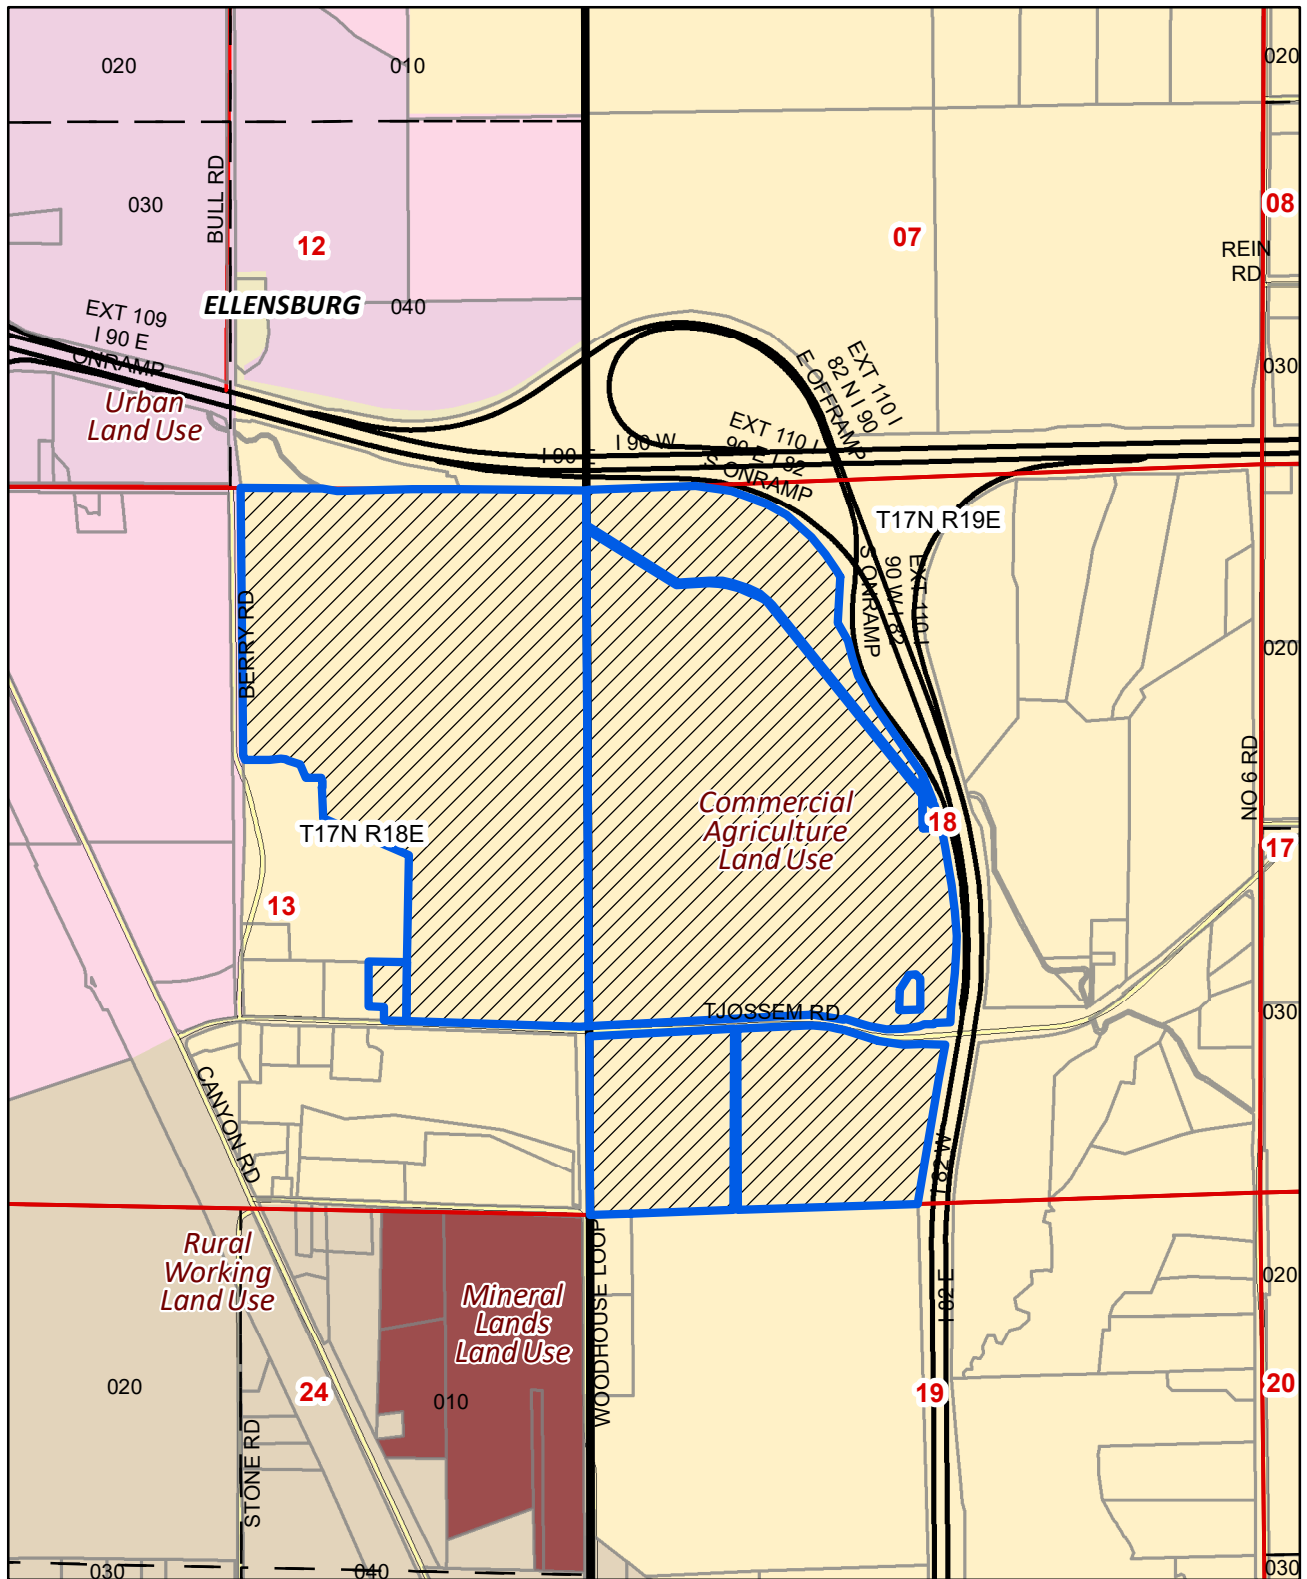 020
010
020
BULL RD
030
08
12
07
REIN
RD
ELLENSBURG
040
EXT 109
I 90 E
ONRAMP
EXT 110 I
82 N I 90
E OFFRAMP
030
Urban
Land Use
I 90 E
I 90 W
EXT 110 I
90 E I 82
S ONRAMP
T17N R19E
S ONRAMP
90 W I 82
EXT 110 I
BERRY RD
020
NO 6 RD
Commercial
Agriculture
Land Use
18
T17N R18E
17
13
TJOSSEM RD
030
CANYON RD
I 82 W
Rural
Working
Land Use
Mineral
Lands
Land Use
WOODHOUSE LOOP
I 82 E
020
020
24
010
19
20
STONE RD
030
040
030